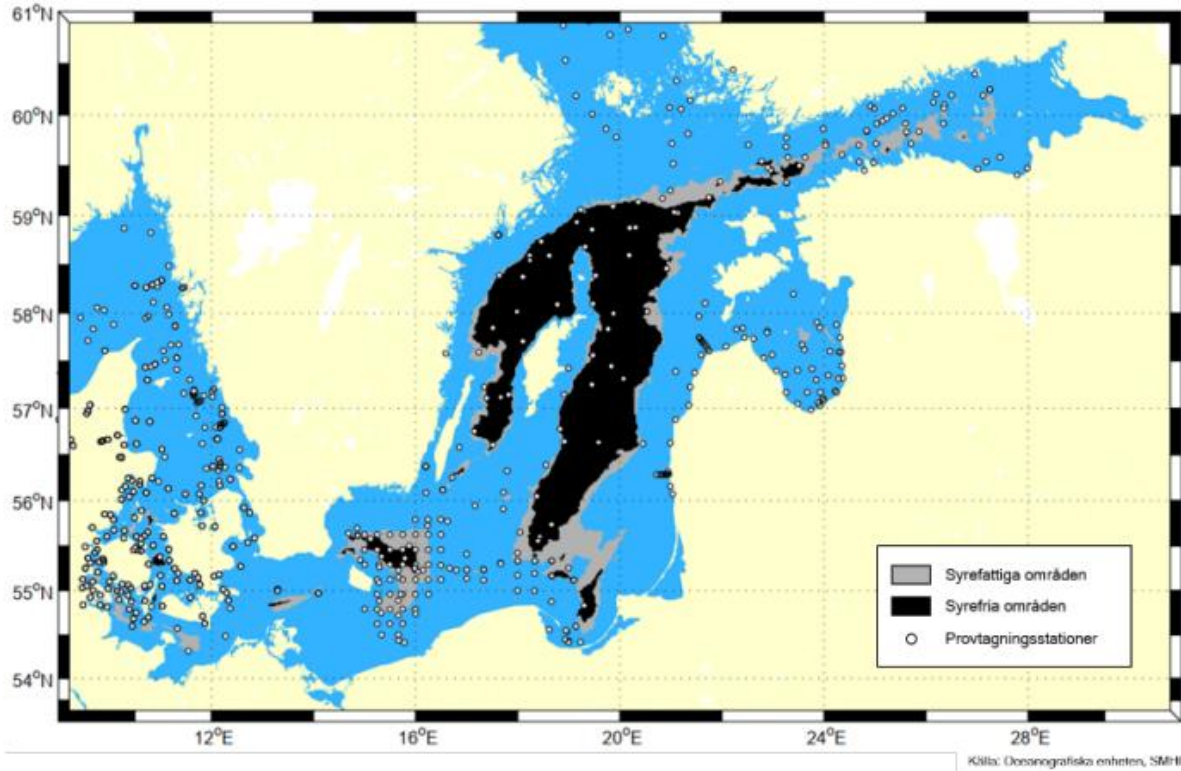 61°N
60°N
59°N
58°N
57°N
56°N
55°N
54°N
12°E
16°E
20°E
24°E
28°E
Syrefattiga områden
Syrefria områden
Provtagningsstationer
Källa: Oceanografiska enheten, SMHI